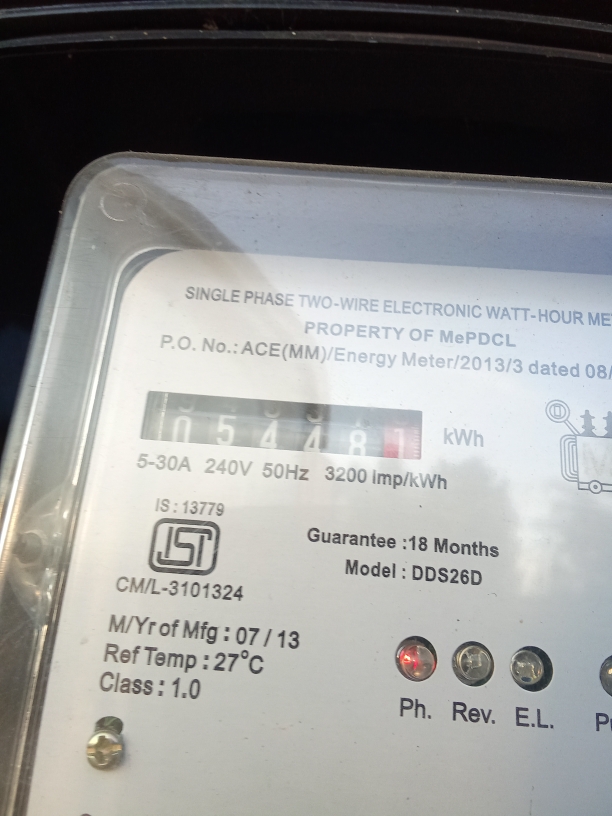 SINGLE PHASE TWO-WIRE ELECTRONIC WATT-HOUR
PROPERTY OF MePDCL
P.O. No.: ACE(MM)/Energy Meter/2013/3 dated 08/
054481 kWh
5-30A 240V 50Hz 3200 imp/kWh
IS : 13779
ISI
CM/L-3101324
Guarantee :18 Months
Model : DDS26D
M/Yr of Mfg : 07 / 13
Ref Temp : 27°C
Class : 1.0
Ph. Rev. E.L.